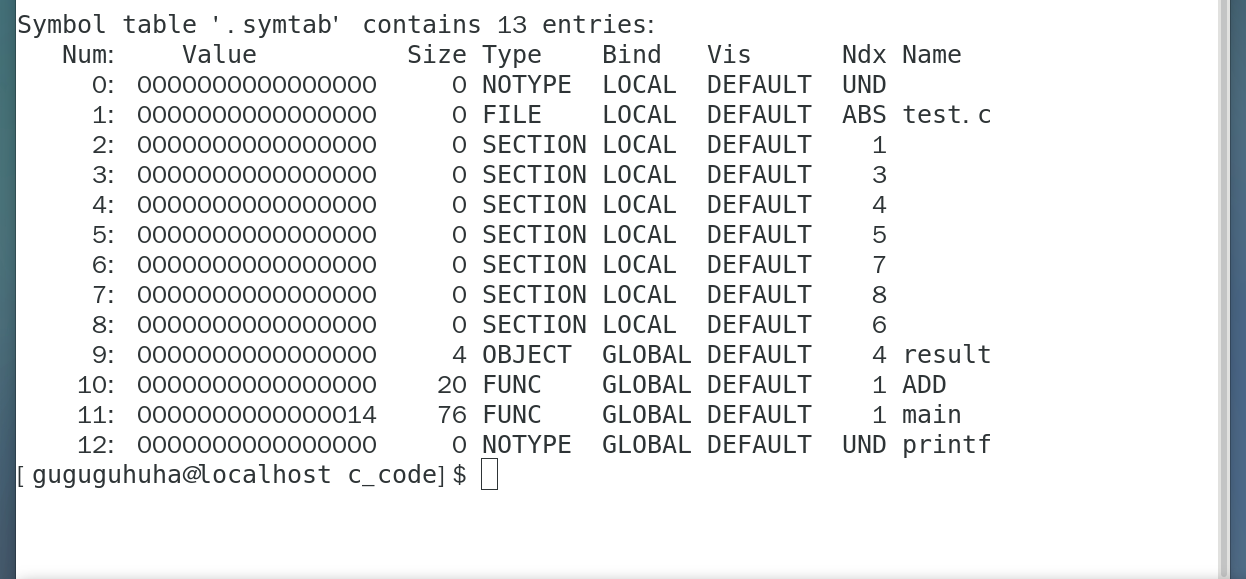 Symbol table '.symtab' contains 13 entries:
   Num:    Value          Size Type    Bind   Vis      Ndx Name
     0: 0000000000000000     0 NOTYPE  LOCAL  DEFAULT  UND
     1: 0000000000000000     0 FILE    LOCAL  DEFAULT  ABS test.c
     2: 0000000000000000     0 SECTION LOCAL  DEFAULT    1
     3: 0000000000000000     0 SECTION LOCAL  DEFAULT    3
     4: 0000000000000000     0 SECTION LOCAL  DEFAULT    4
     5: 0000000000000000     0 SECTION LOCAL  DEFAULT    5
     6: 0000000000000000     0 SECTION LOCAL  DEFAULT    7
     7: 0000000000000000     0 SECTION LOCAL  DEFAULT    8
     8: 0000000000000000     0 SECTION LOCAL  DEFAULT    6
     9: 0000000000000000     4 OBJECT  GLOBAL DEFAULT    4 result
    10: 0000000000000000    20 FUNC    GLOBAL DEFAULT    1 ADD
    11: 0000000000000014    76 FUNC    GLOBAL DEFAULT    1 main
    12: 0000000000000000     0 NOTYPE  GLOBAL DEFAULT  UND printf
[guguguhuha@localhost c_code]$